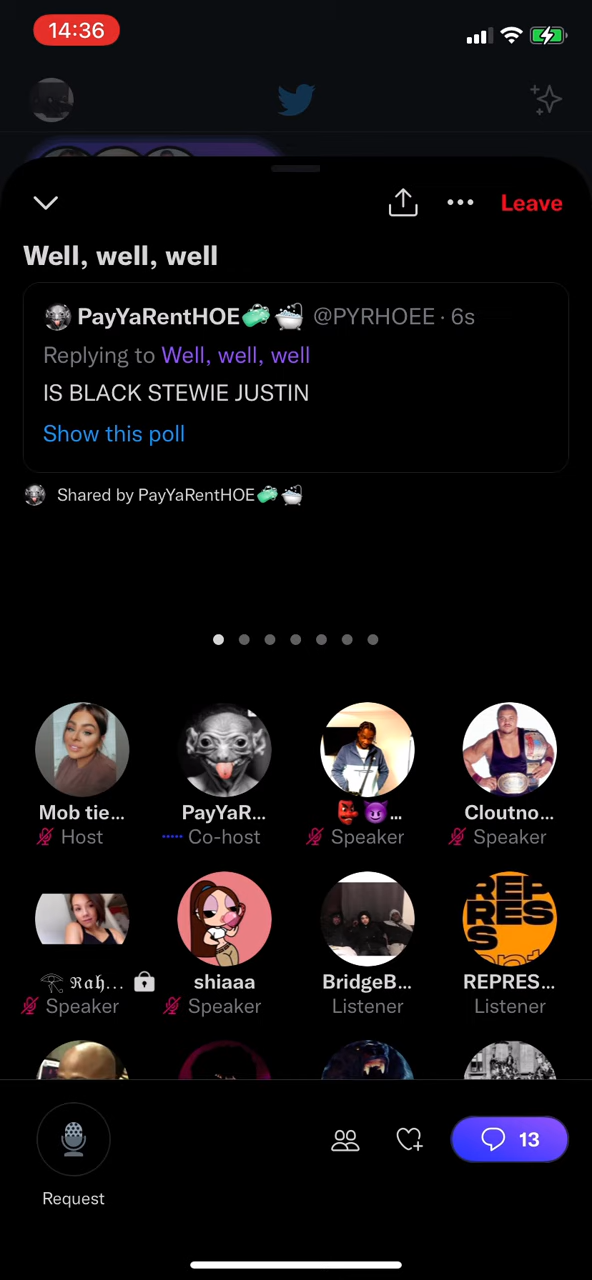 14:36
Leave
Well, well, well
PayYaRentHOE🧼🛀 @PYRHOEE · 6s
Replying to Well, well, well
IS BLACK STEWIE JUSTIN
Show this poll
Shared by PayYaRentHOE🧼🛀
Mob tie... PayYaR... 👺😈... Cloutno...
Host Co-host Speaker Speaker
𝕽𝖆𝖍... shiaaa BridgeB... REPRES...
Speaker Speaker Listener Listener
13
Request